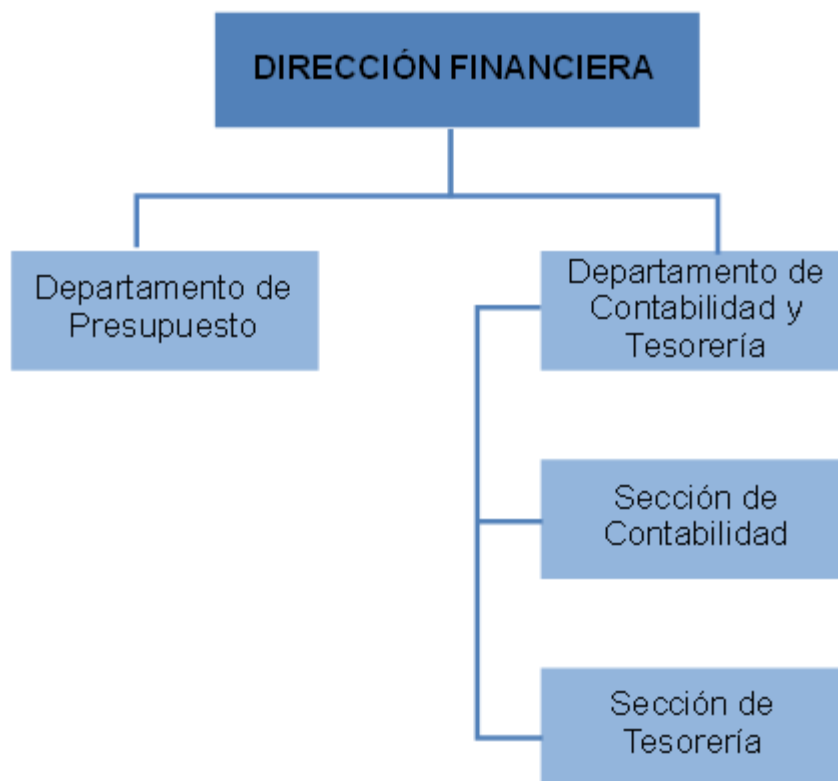 DIRECCIÓN FINANCIERA
Departamento de
Presupuesto
Departamento de
Contabilidad y
Tesorería
Sección de
Contabilidad
Sección de
Tesorería